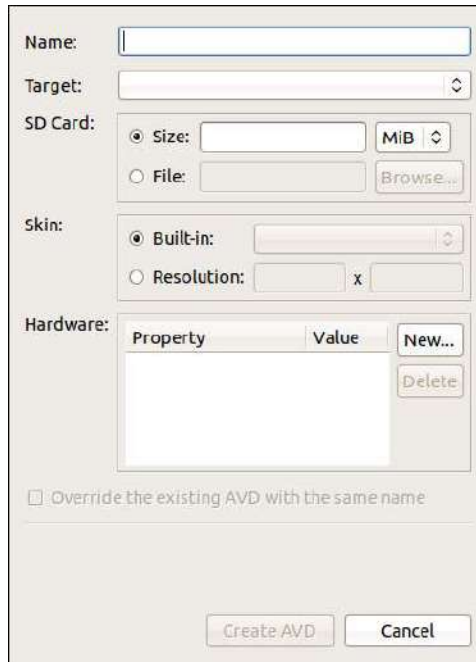 Name:
Target:
SD Card:
Size: MiB
File: Browse...
Skin:
Built-in:
Resolution: x
Hardware:
Property Value New...
Delete
Override the existing AVD with the same name
Create AVD Cancel